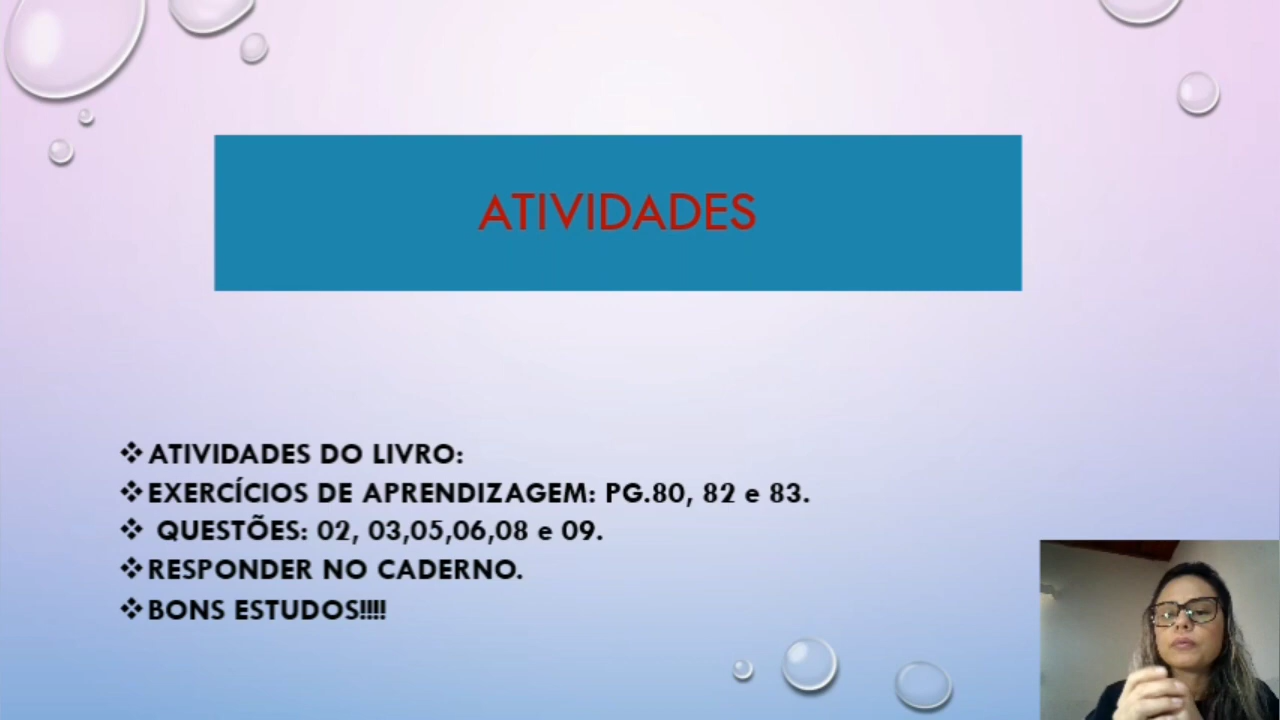 ATIVIDADES
❖ATIVIDADES DO LIVRO:
❖EXERCÍCIOS DE APRENDIZAGEM: PG.80, 82 e 83.
❖ QUESTÕES: 02, 03,05,06,08 e 09.
❖RESPONDER NO CADERNO.
❖BONS ESTUDOS!!!!